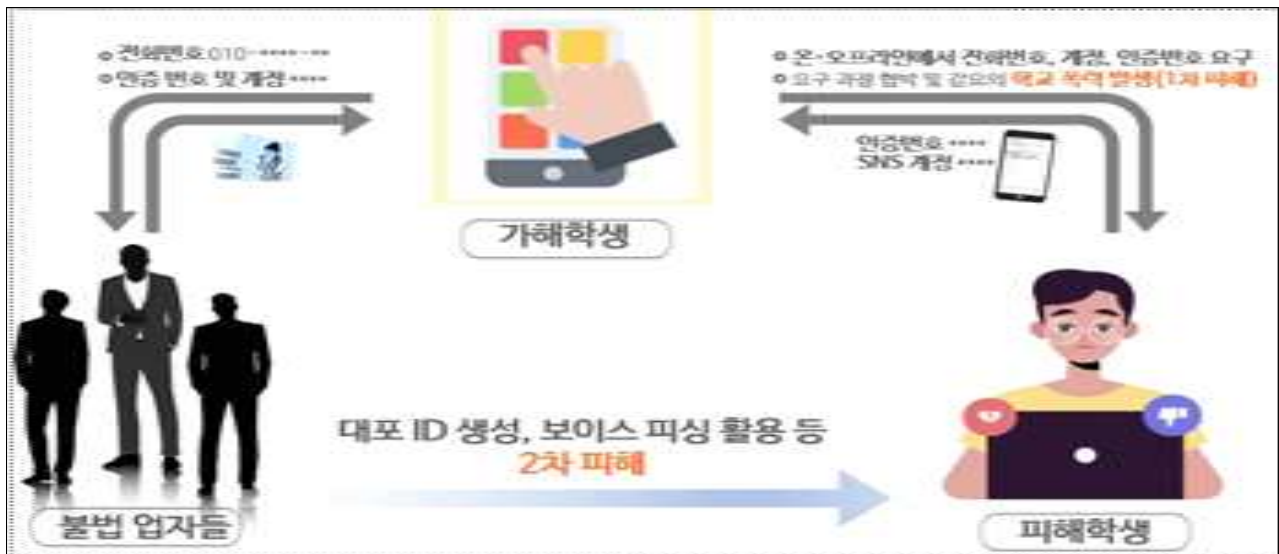 전화번호 010-****-**
인증 번호 및 계정 ****
온·오프라인에서 전화번호, 계정, 인증번호 요구
요구 과정 협박 및 강요의 학교 폭력 발생(1차 피해)
인증번호 ****
SNS 계정 ****
가해학생
대포 ID 생성, 보이스 피싱 활용 등
2차 피해
불법 업자들
피해학생